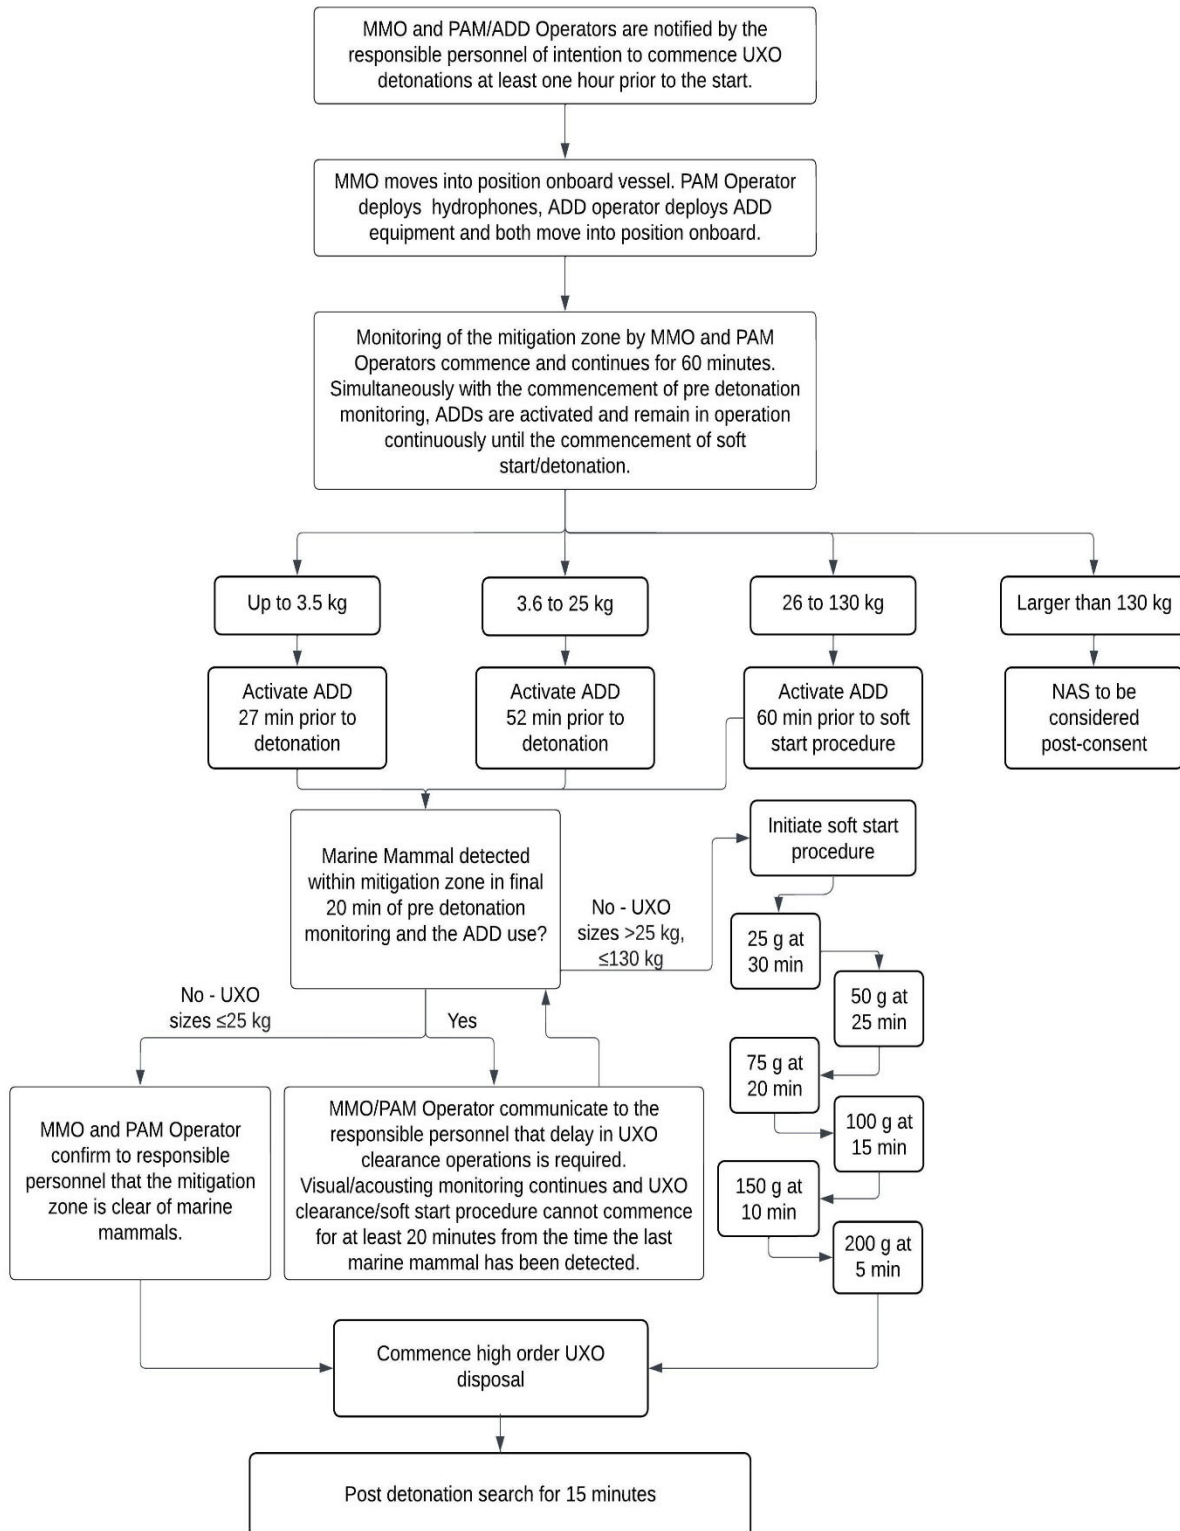 MMO and PAM/ADD Operators are notified by the
responsible personnel of intention to commence UXO
detonations at least one hour prior to the start.
MMO moves into position onboard vessel. PAM Operator
deploys hydrophones, ADD operator deploys ADD
equipment and both move into position onboard.
Monitoring of the mitigation zone by MMO and PAM
Operators commence and continues for 60 minutes.
Simultaneously with the commencement of pre detonation
monitoring, ADDs are activated and remain in operation
continuously until the commencement of soft
start/detonation.
Up to 3.5 kg
3.6 to 25 kg
26 to 130 kg
Larger than 130 kg
Activate ADD
27 min prior to
detonation
Activate ADD
52 min prior to
detonation
Activate ADD
60 min prior to soft
start procedure
NAS to be
considered
post-consent
Marine Mammal detected
within mitigation zone in final
20 min of pre detonation
monitoring and the ADD use?
No - UXO
sizes >25 kg,
≤130 kg
Initiate soft start
procedure
25 g at
30 min
50 g at
25 min
75 g at
20 min
100 g at
15 min
150 g at
10 min
200 g at
5 min
No - UXO
sizes ≤25 kg
Yes
MMO and PAM Operator
confirm to responsible
personnel that the mitigation
zone is clear of marine
mammals.
MMO/PAM Operator communicate to the
responsible personnel that delay in UXO
clearance operations is required.
Visual/acousting monitoring continues and UXO
clearance/soft start procedure cannot commence
for at least 20 minutes from the time the last
marine mammal has been detected.
Commence high order UXO
disposal
Post detonation search for 15 minutes